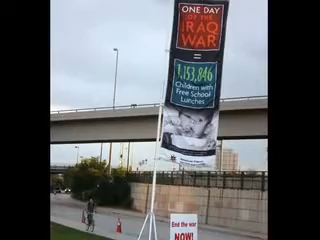 ONE DAY
OF THE
IRAQ
WAR
=
1,153,846
Children with
Free School
Lunches
End the war
NOW!